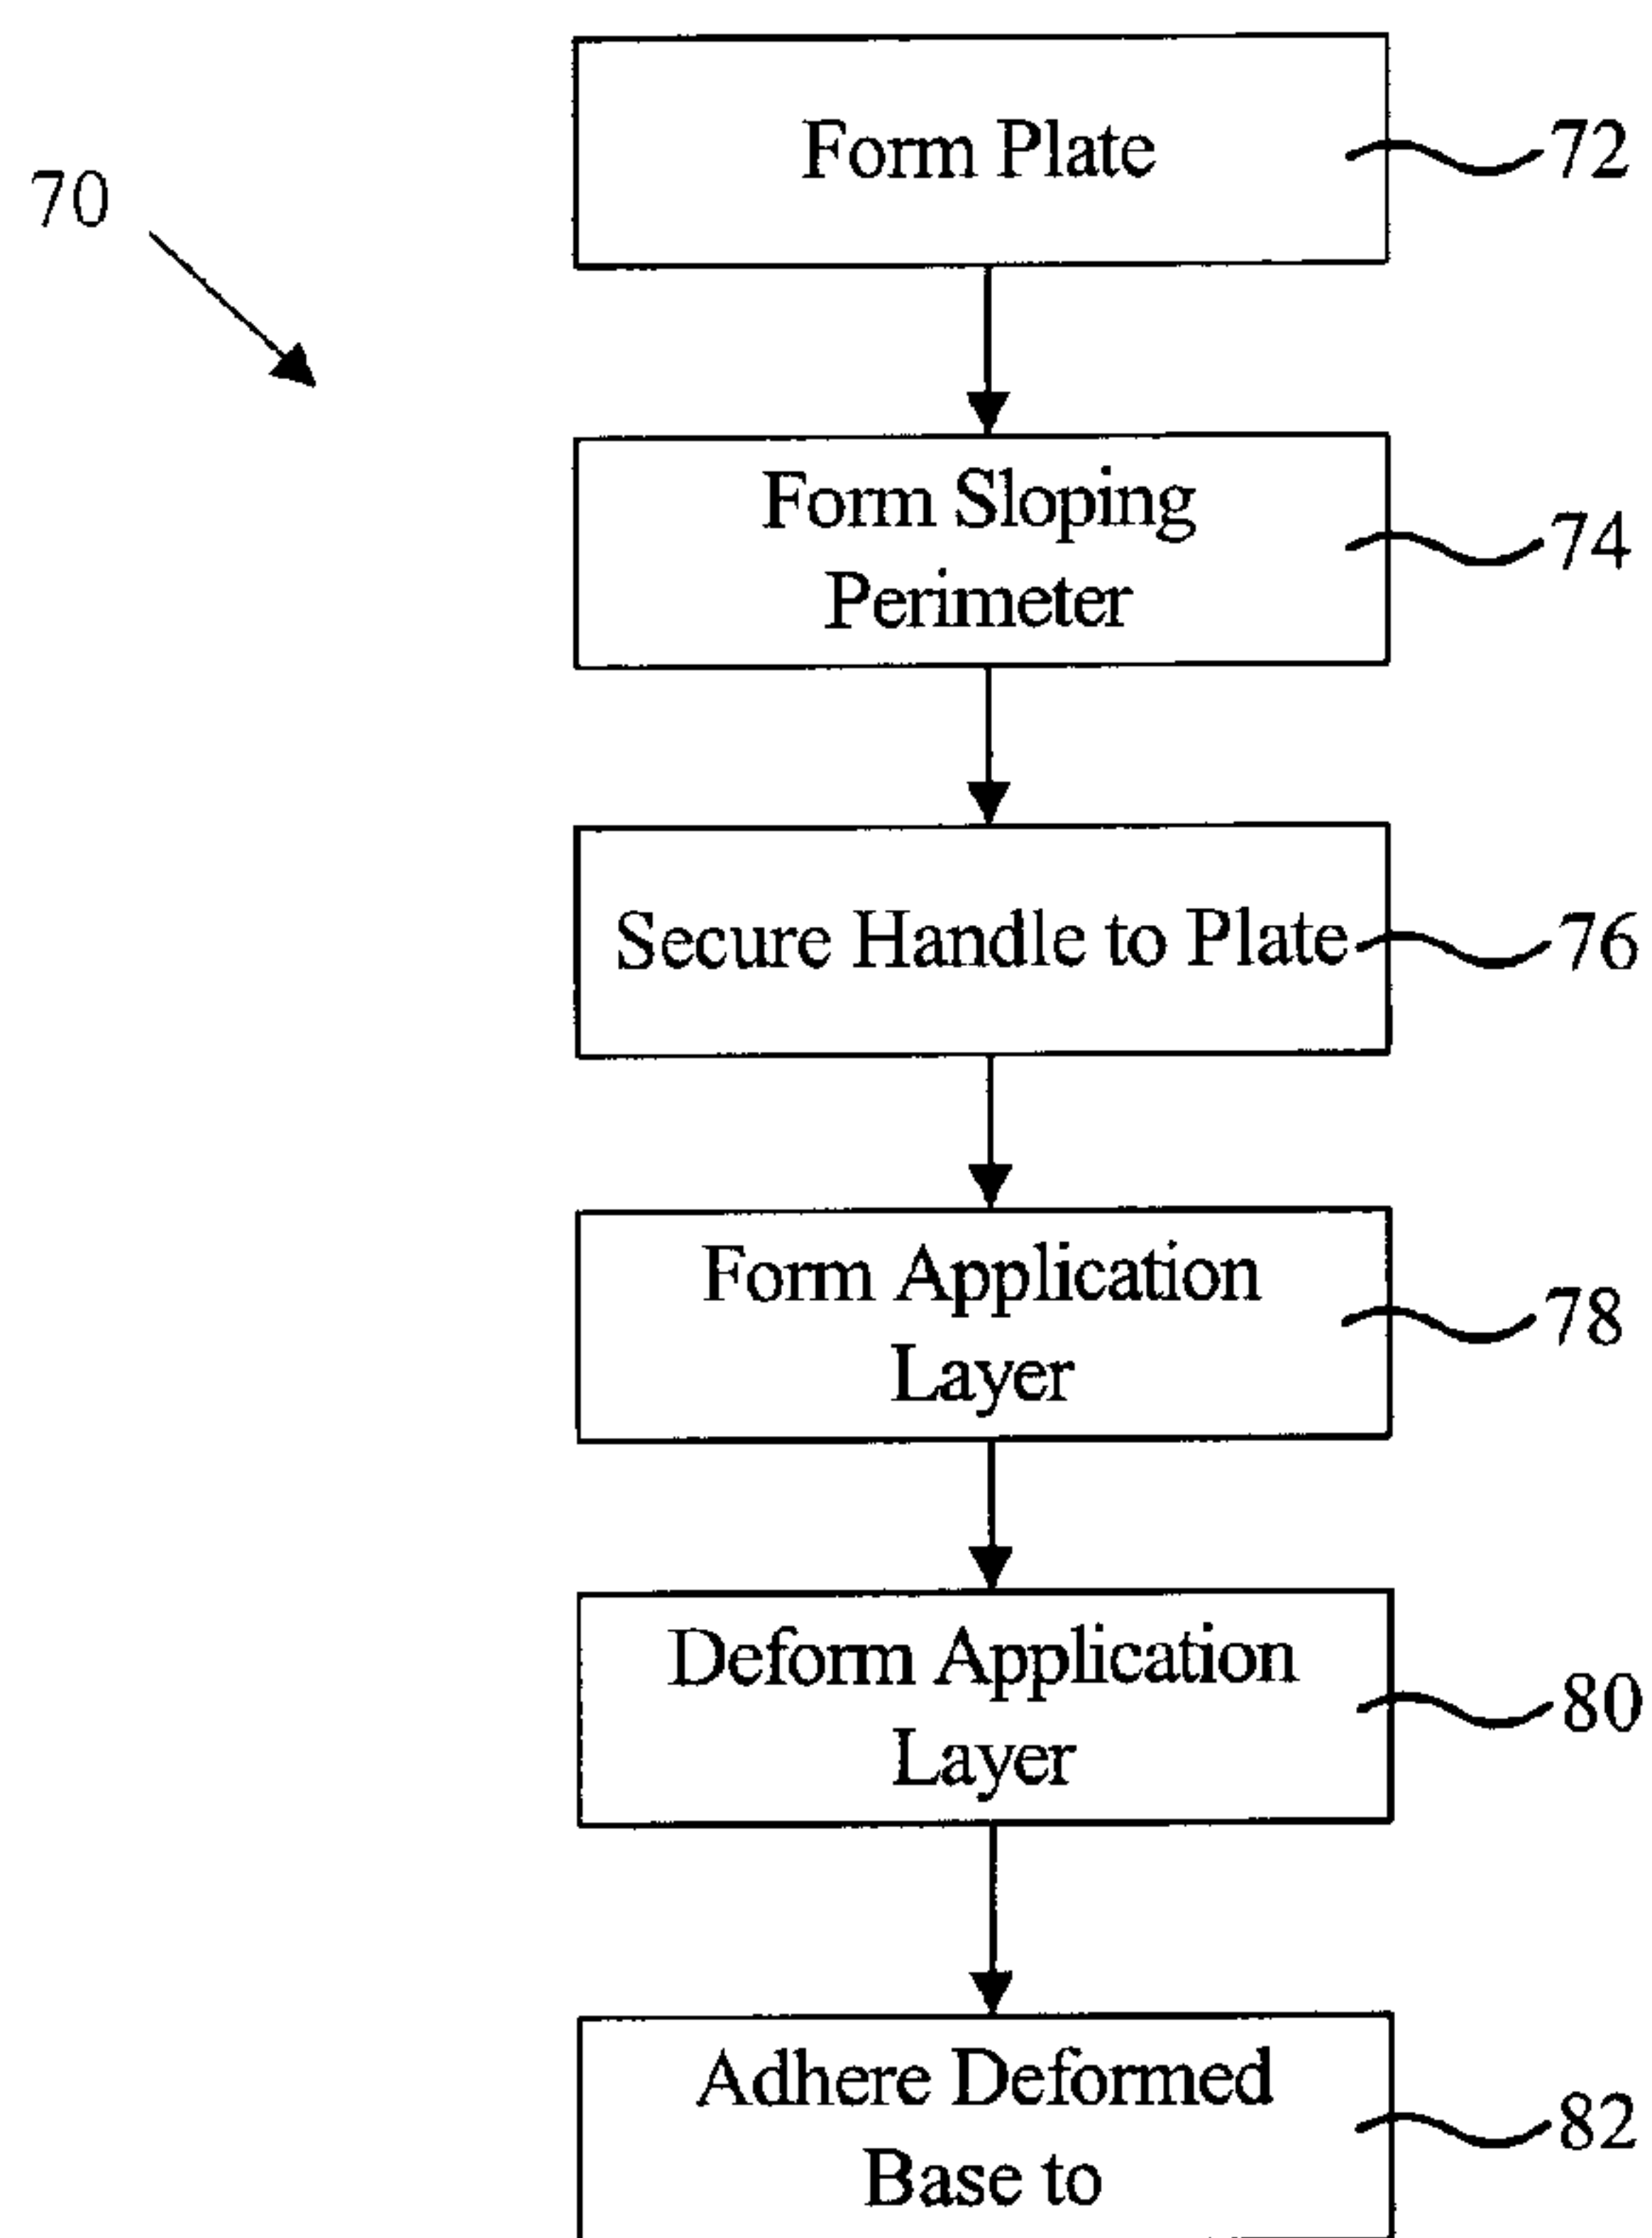 70
Form Plate
72
Form Sloping
Perimeter
74
Secure Handle to Plate
76
Form Application
Layer
78
Deform Application
Layer
80
Adhere Deformed
Base to
82